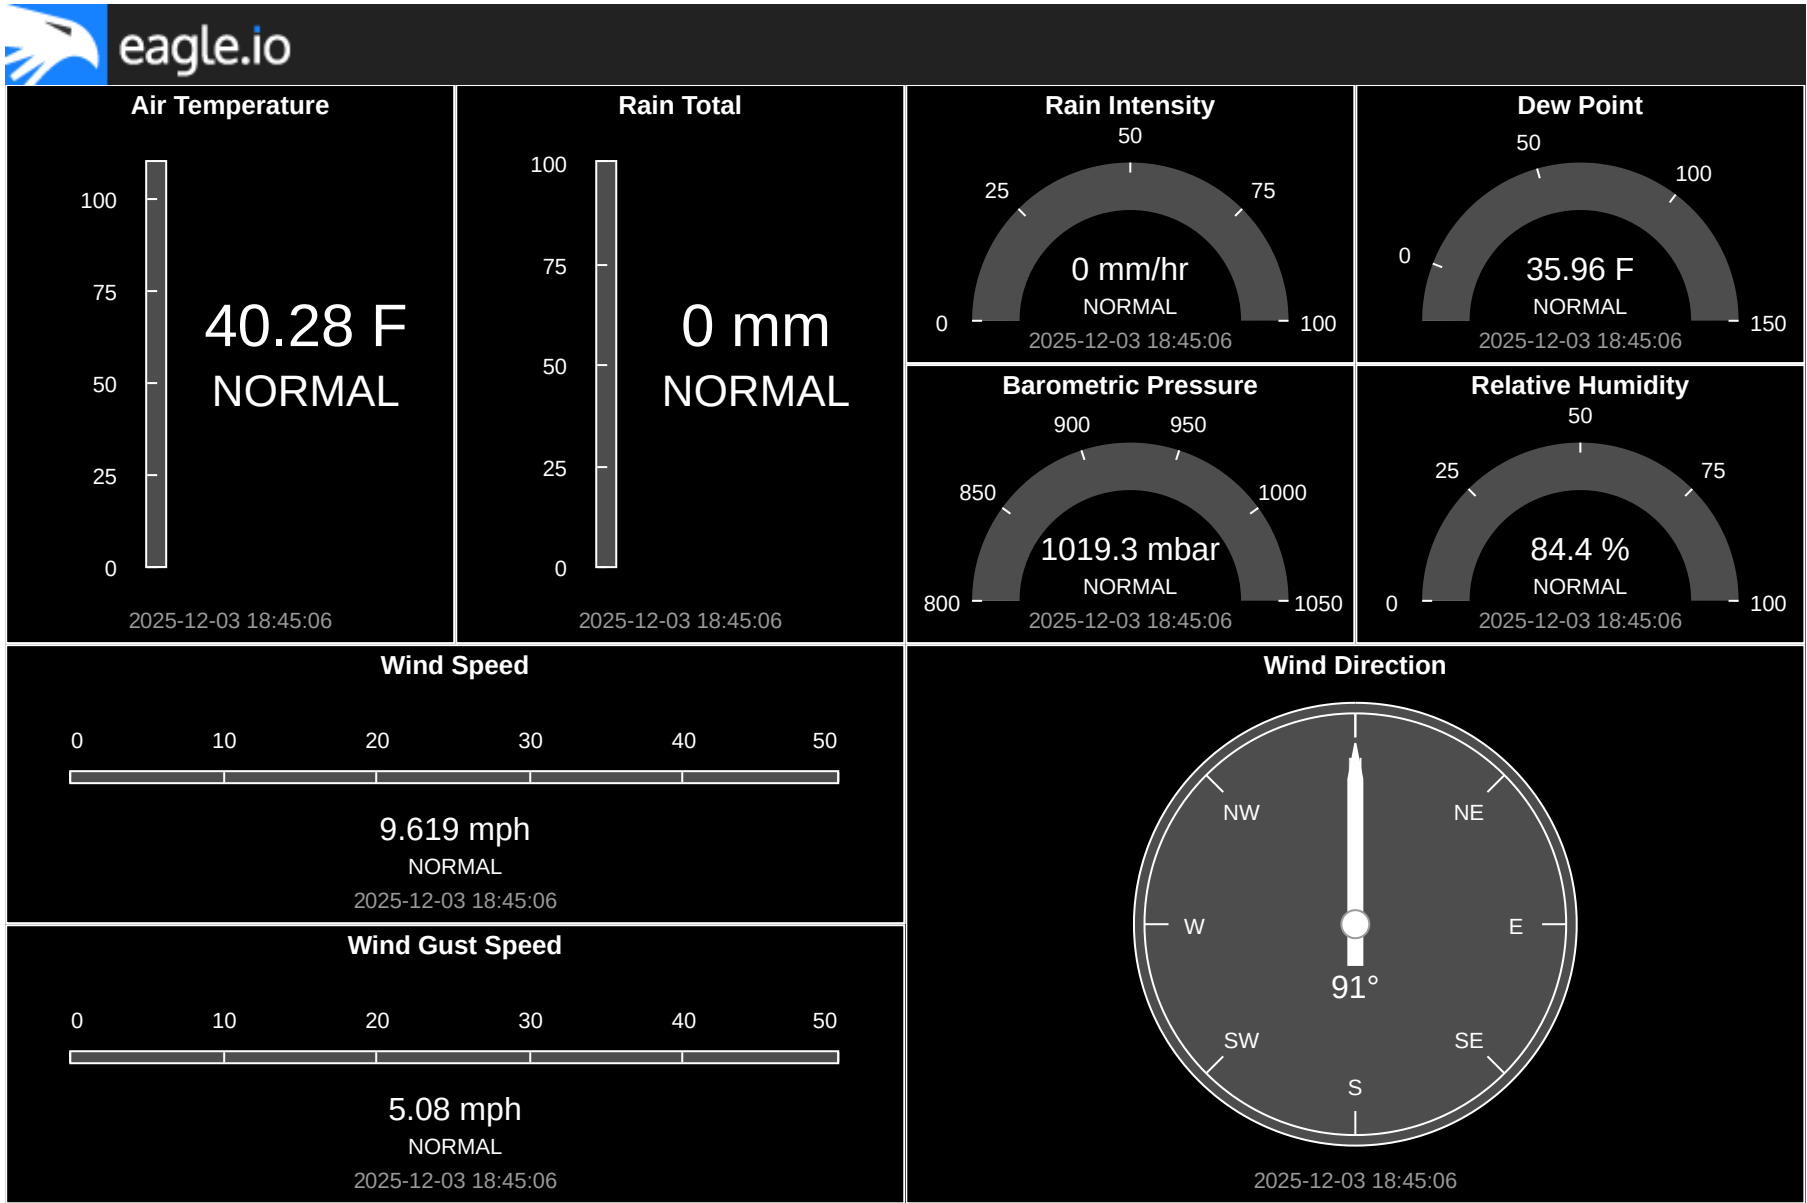 eagle.io
Air Temperature
100
75
50
25
0
40.28 F
NORMAL
2025-12-03 18:45:06
Rain Total
100
75
50
25
0
0 mm
NORMAL
2025-12-03 18:45:06
Rain Intensity
0
25
50
75
100
0 mm/hr
NORMAL
2025-12-03 18:45:06
Dew Point
0
50
100
150
35.96 F
NORMAL
2025-12-03 18:45:06
Barometric Pressure
800
850
900
950
1000
1050
1019.3 mbar
NORMAL
2025-12-03 18:45:06
Relative Humidity
0
25
50
75
100
84.4 %
NORMAL
2025-12-03 18:45:06
Wind Speed
0 10 20 30 40 50
9.619 mph
NORMAL
2025-12-03 18:45:06
Wind Gust Speed
0 10 20 30 40 50
5.08 mph
NORMAL
2025-12-03 18:45:06
Wind Direction
NW NE
W E
91°
SW SE
S
2025-12-03 18:45:06